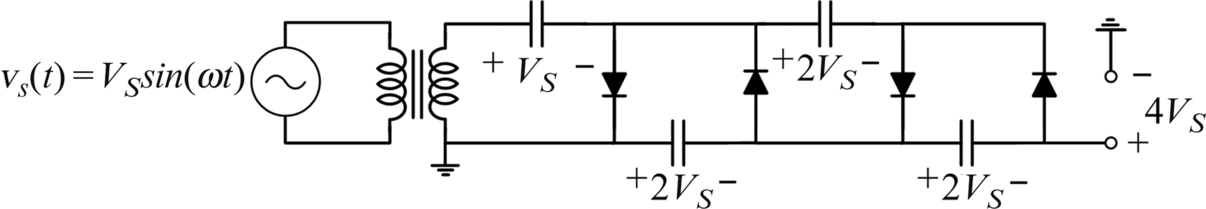 v_s(t) = V_S sin(ωt)
+ V_S −
+2V_S−
+2V_S−
+2V_S−
−
4V_S
+